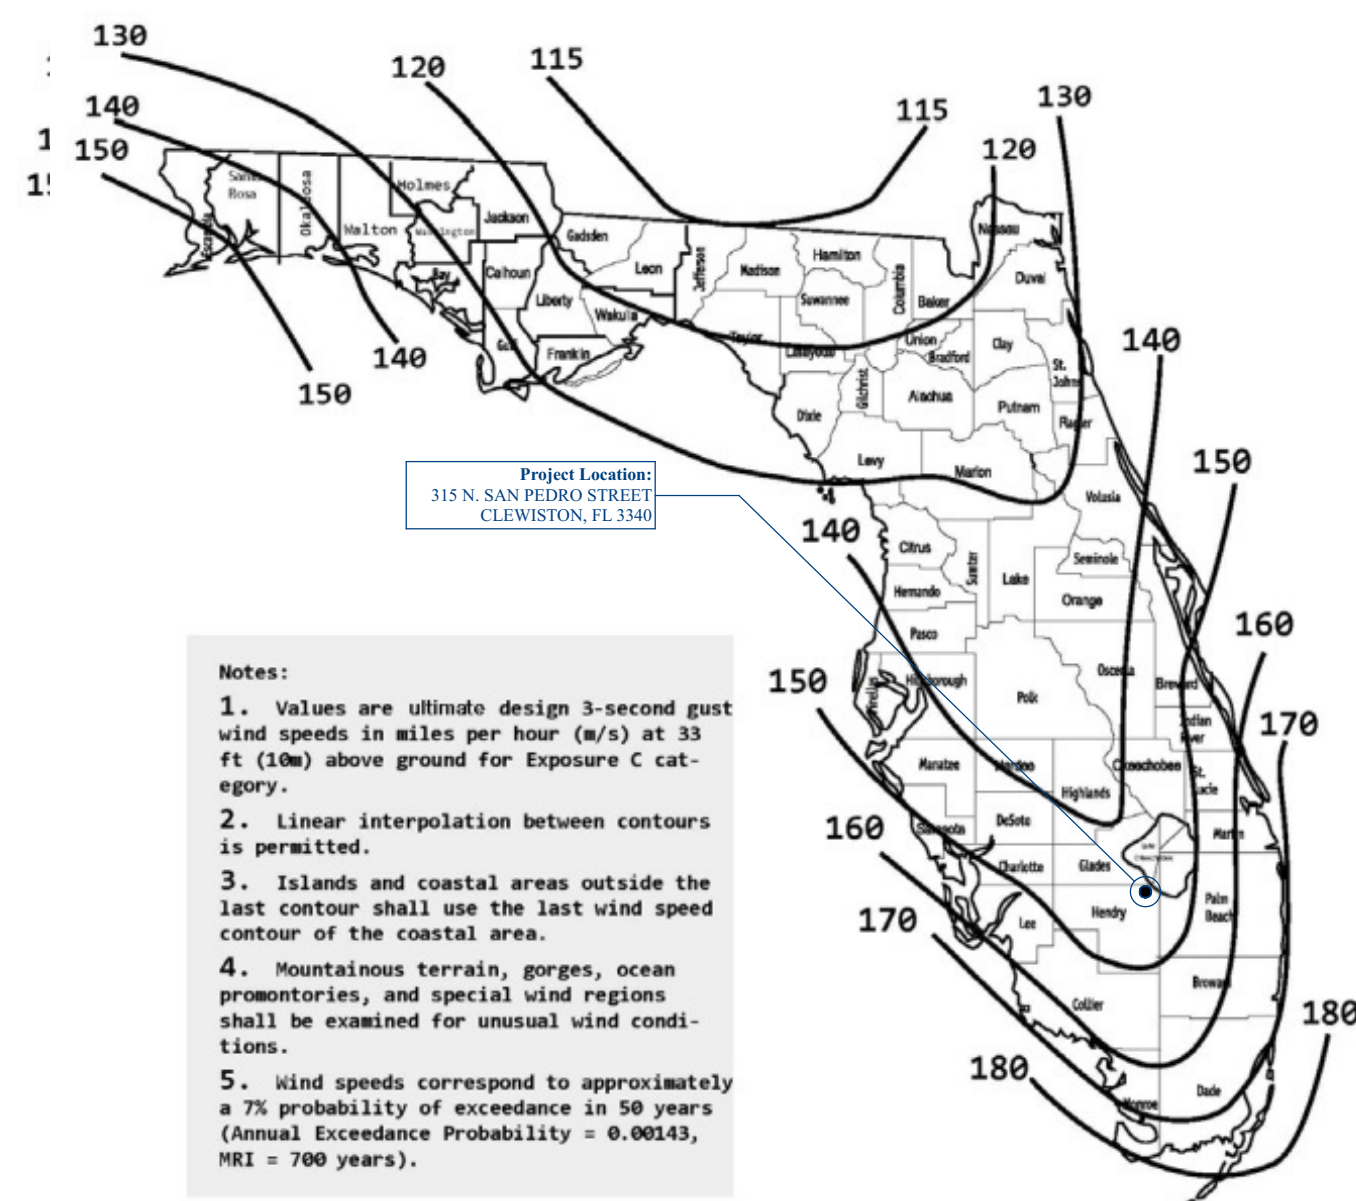 130
120
115
115
130
140
150
120
140
150
140
150
160
170
140
150
160
170
180
180
Santa
Rosa
Escambia
Okaloosa
Walton
Holmes
Washington
Jackson
Bay
Calhoun
Gulf
Liberty
Gadsden
Leon
Wakulla
Franklin
Jefferson
Madison
Taylor
Hamilton
Suwannee
Lafayette
Columbia
Baker
Nassau
Duval
Union
Bradford
Clay
St.
Johns
Dixie
Gilchrist
Alachua
Putnam
Flagler
Levy
Marion
Volusia
Project Location:
315 N. SAN PEDRO STREET
CLEWISTON, FL 3340
Citrus
Sumter
Lake
Seminole
Hernando
Orange
Pasco
Pinellas
Hillsborough
Polk
Osceola
Brevard
Indian
River
Manatee
Hardee
Highlands
Okeechobee
St.
Lucie
Sarasota
DeSoto
Martin
Charlotte
Glades
Lee
Hendry
Palm
Beach
Collier
Broward
Monroe
Dade
Notes:
1. Values are ultimate design 3-second gust
wind speeds in miles per hour (m/s) at 33
ft (10m) above ground for Exposure C cat-
egory.
2. Linear interpolation between contours
is permitted.
3. Islands and coastal areas outside the
last contour shall use the last wind speed
contour of the coastal area.
4. Mountainous terrain, gorges, ocean
promontories, and special wind regions
shall be examined for unusual wind condi-
tions.
5. Wind speeds correspond to approximately
a 7% probability of exceedance in 50 years
(Annual Exceedance Probability = 0.00143,
MRI = 700 years).